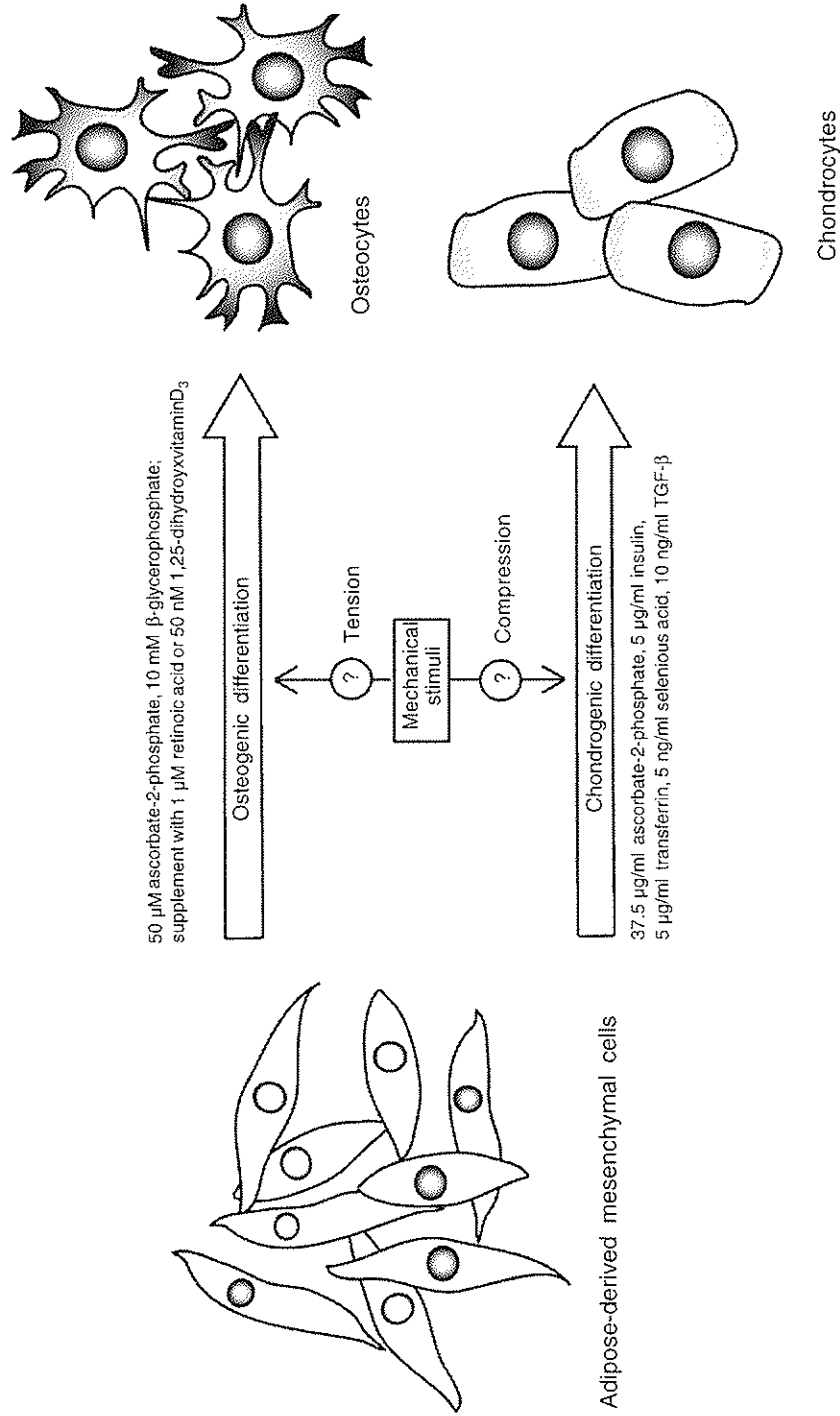 Adipose-derived mesenchymal cells
50 µM ascorbate-2-phosphate, 10 mM β-glycerophosphate;
supplement with 1 µM retinoic acid or 50 nM 1,25-dihydroyxvitaminD3
Osteogenic differentiation
Osteocytes
? Tension
Mechanical
stimuli
? Compression
Chondrogenic differentiation
37.5 µg/ml ascorbate-2-phosphate, 5 µg/ml insulin,
5 µg/ml transferrin, 5 ng/ml selenious acid, 10 ng/ml TGF-β
Chondrocytes